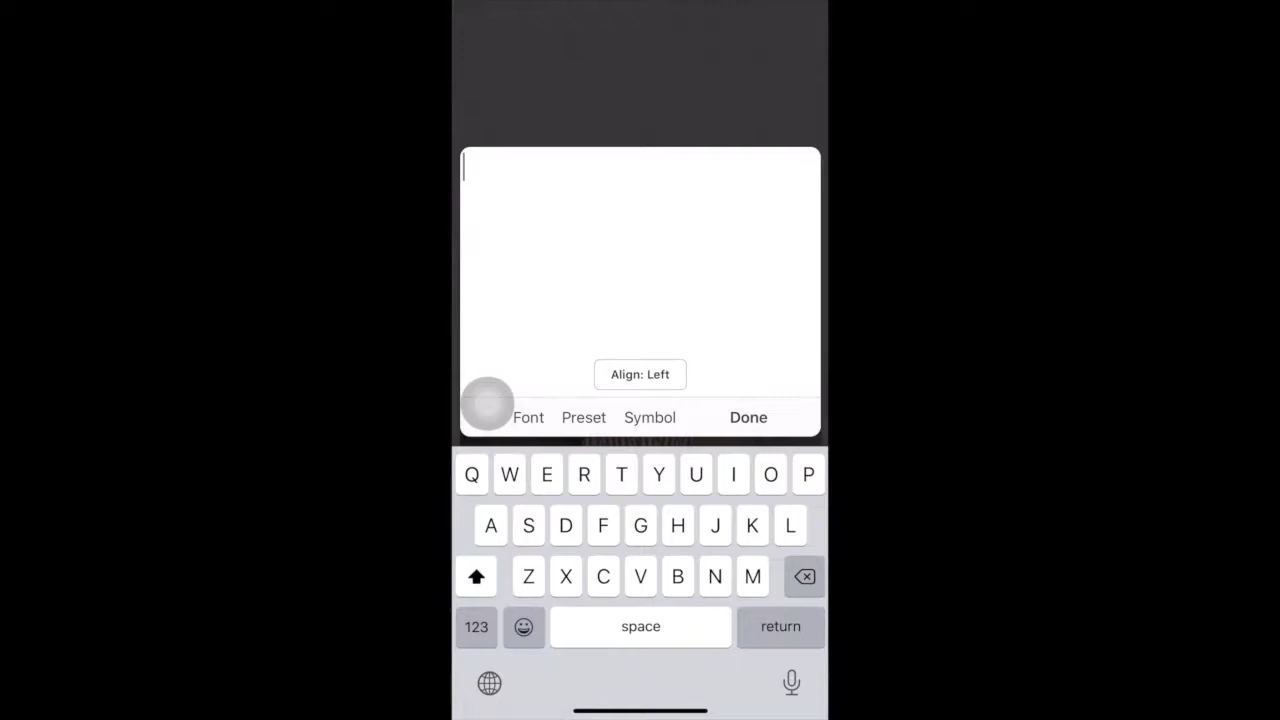 Align: Left
Font Preset Symbol Done
Q W E R T Y U I O P
A S D F G H J K L
Z X C V B N M
123 space return